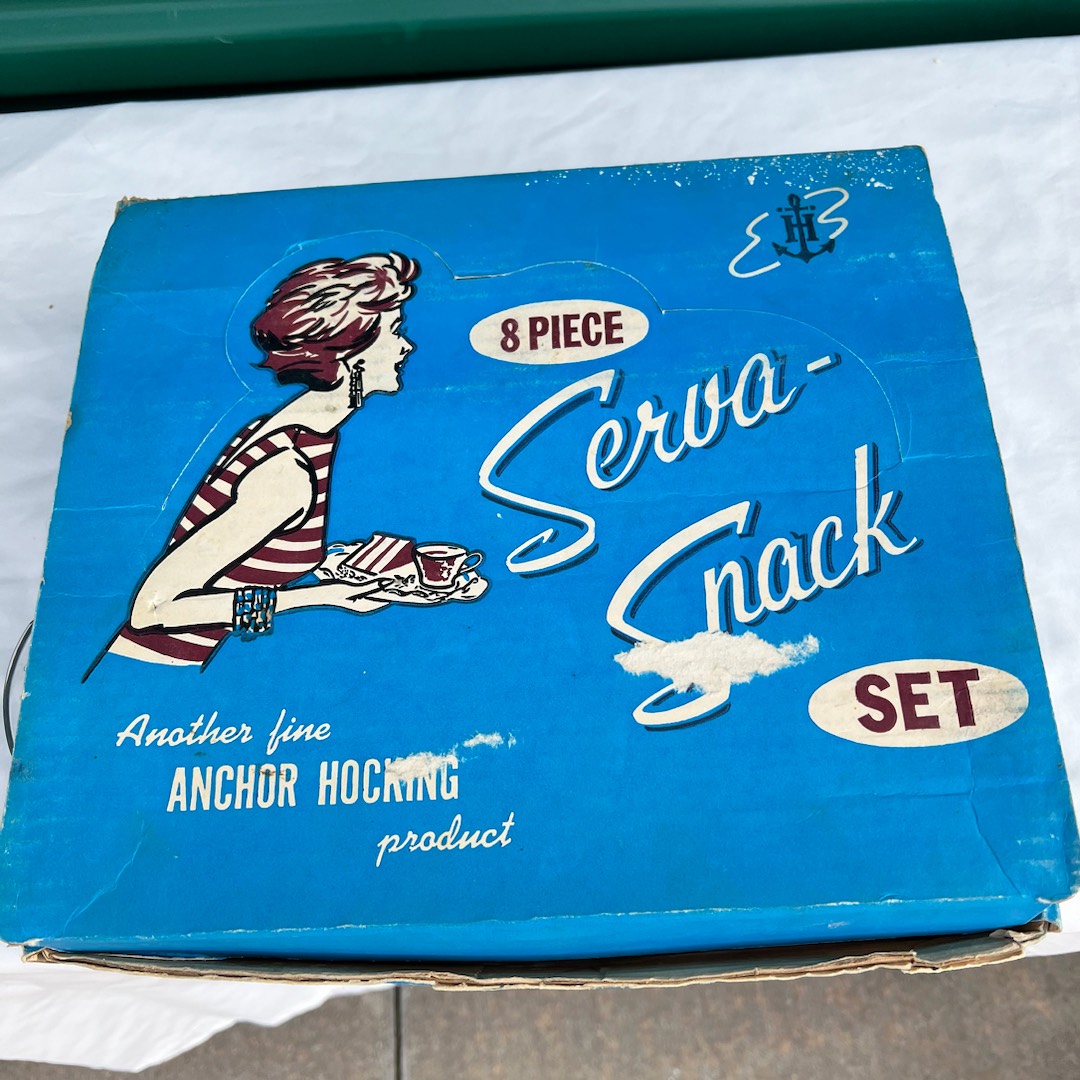 8 PIECE
Serva-
Snack
SET
Another fine
ANCHOR HOCKING
product
H